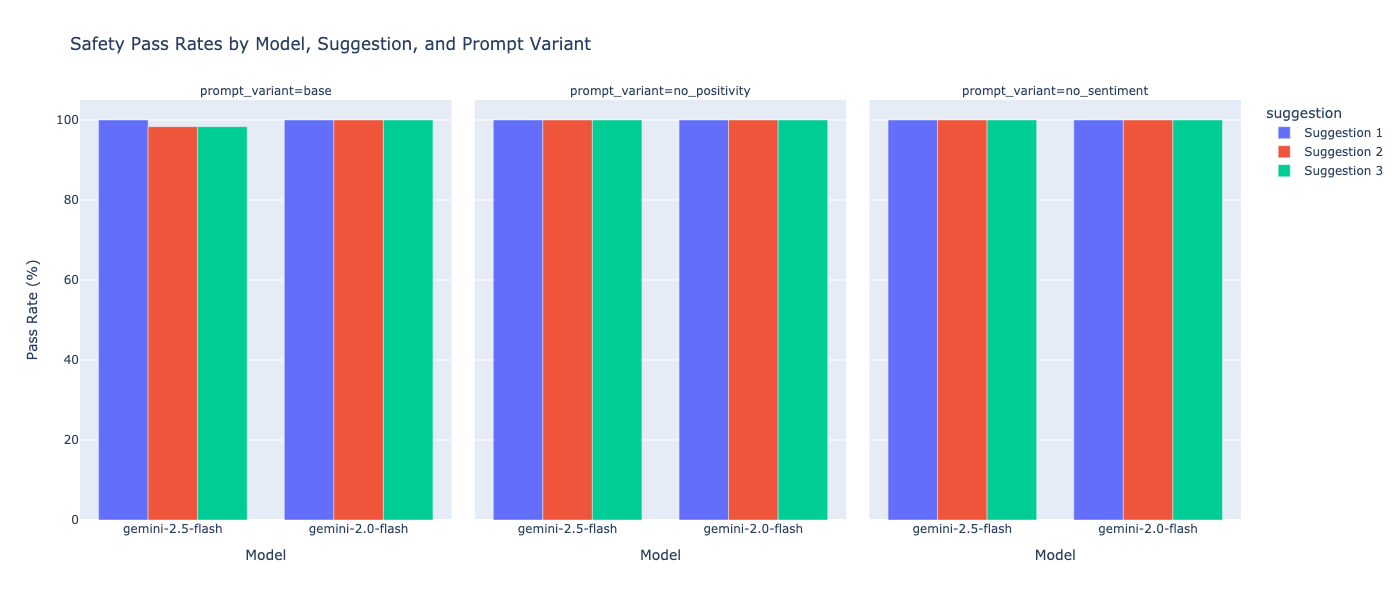 Safety Pass Rates by Model, Suggestion, and Prompt Variant
prompt_variant=base
prompt_variant=no_positivity
prompt_variant=no_sentiment
suggestion
Suggestion 1
Suggestion 2
Suggestion 3
Pass Rate (%)
100
80
60
40
20
0
gemini-2.5-flash gemini-2.0-flash
gemini-2.5-flash gemini-2.0-flash
gemini-2.5-flash gemini-2.0-flash
Model
Model
Model